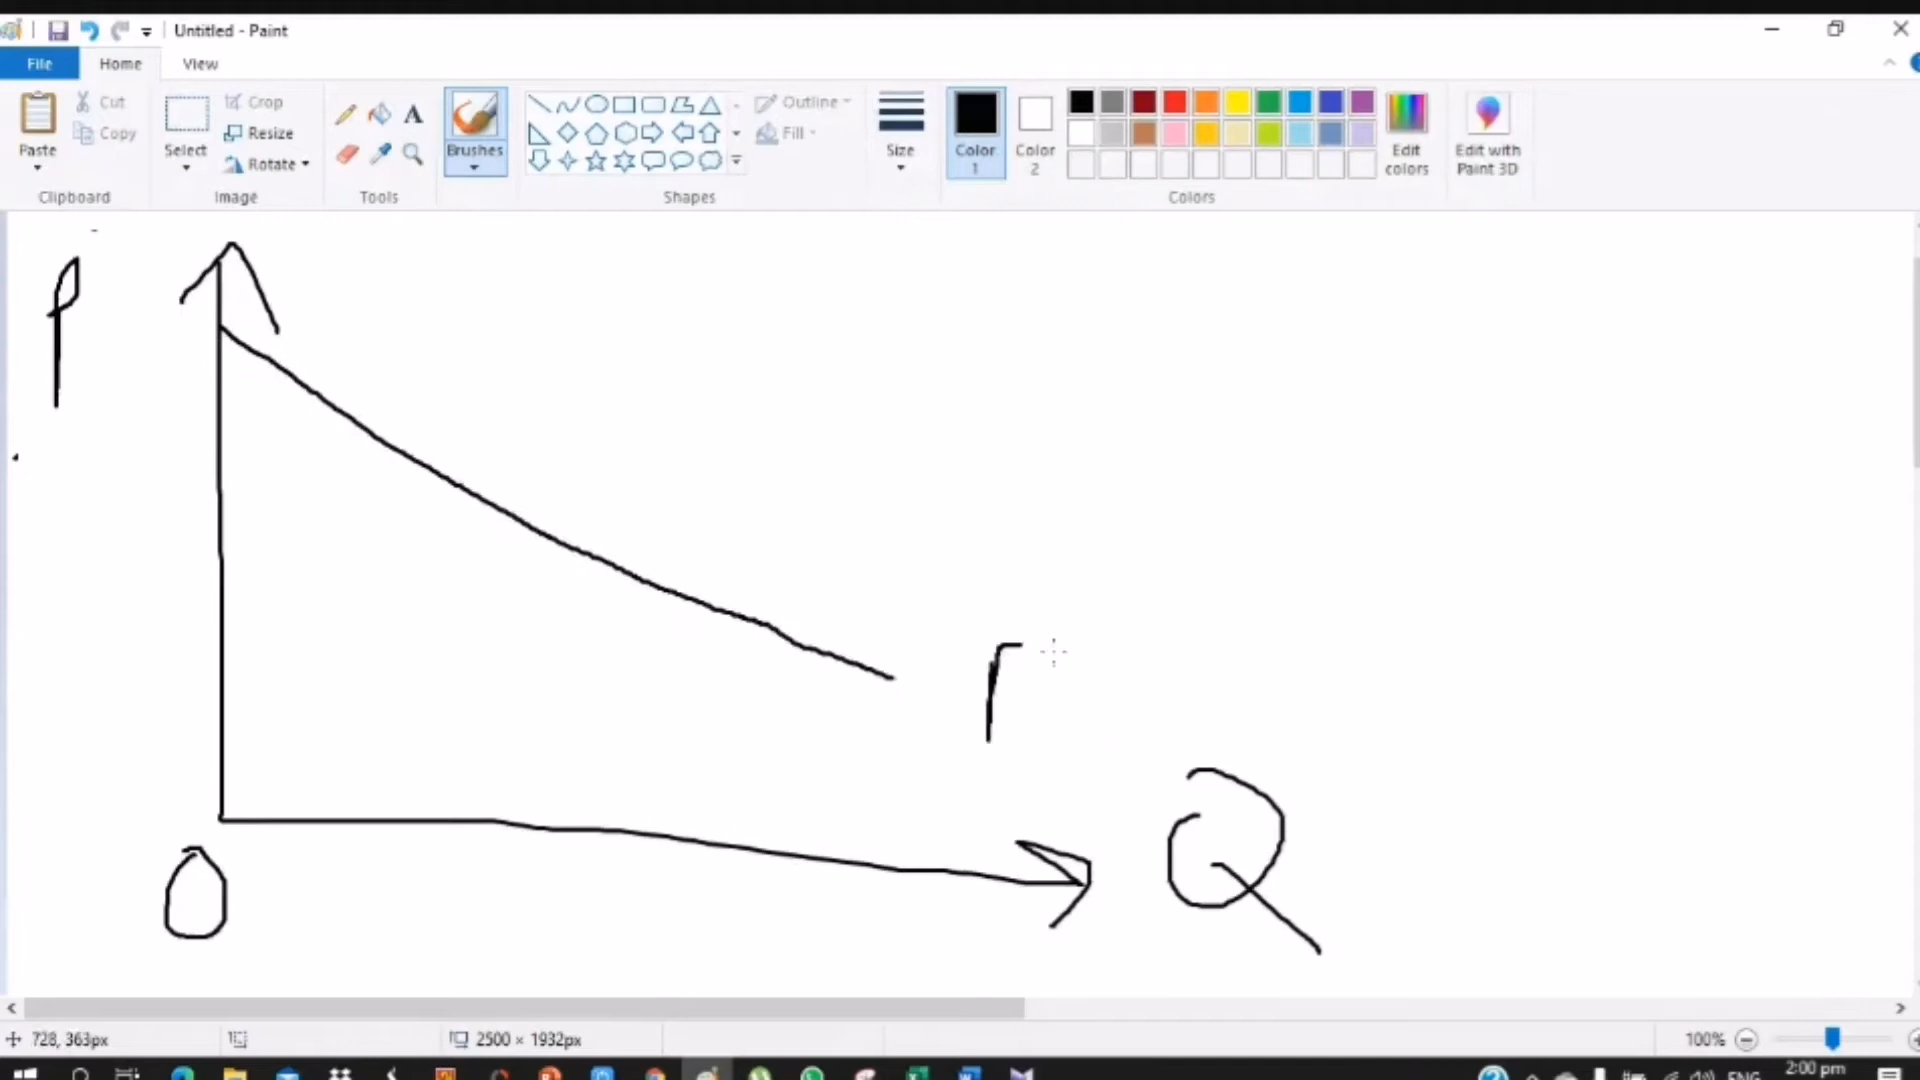 Untitled - Paint
File Home View
Paste
Cut
Copy
Clipboard
Select
Crop
Resize
Rotate
Image
A
Tools
Brushes
Shapes
Outline
Fill
Size
Color 1
Color 2
Colors
Edit colors
Edit with Paint 3D
P
O
Q
728, 363px
2500 × 1932px
100%
ENG
2:00 pm